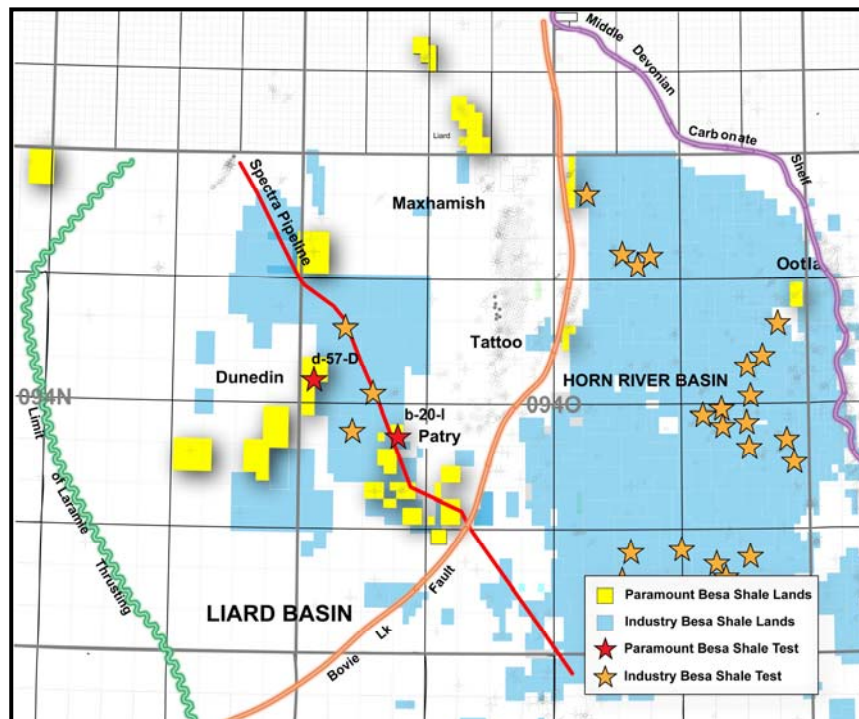 Middle Devonian
Carbonate Shelf
Liard
Spectra Pipeline
Maxhamish
Ootla
Tattoo
d-57-D
Dunedin
HORN RIVER BASIN
094N
094O
b-20-I
Patry
Limit of Laramie Thrusting
LIARD BASIN
Bovie Lk Fault
Paramount Besa Shale Lands
Industry Besa Shale Lands
Paramount Besa Shale Test
Industry Besa Shale Test